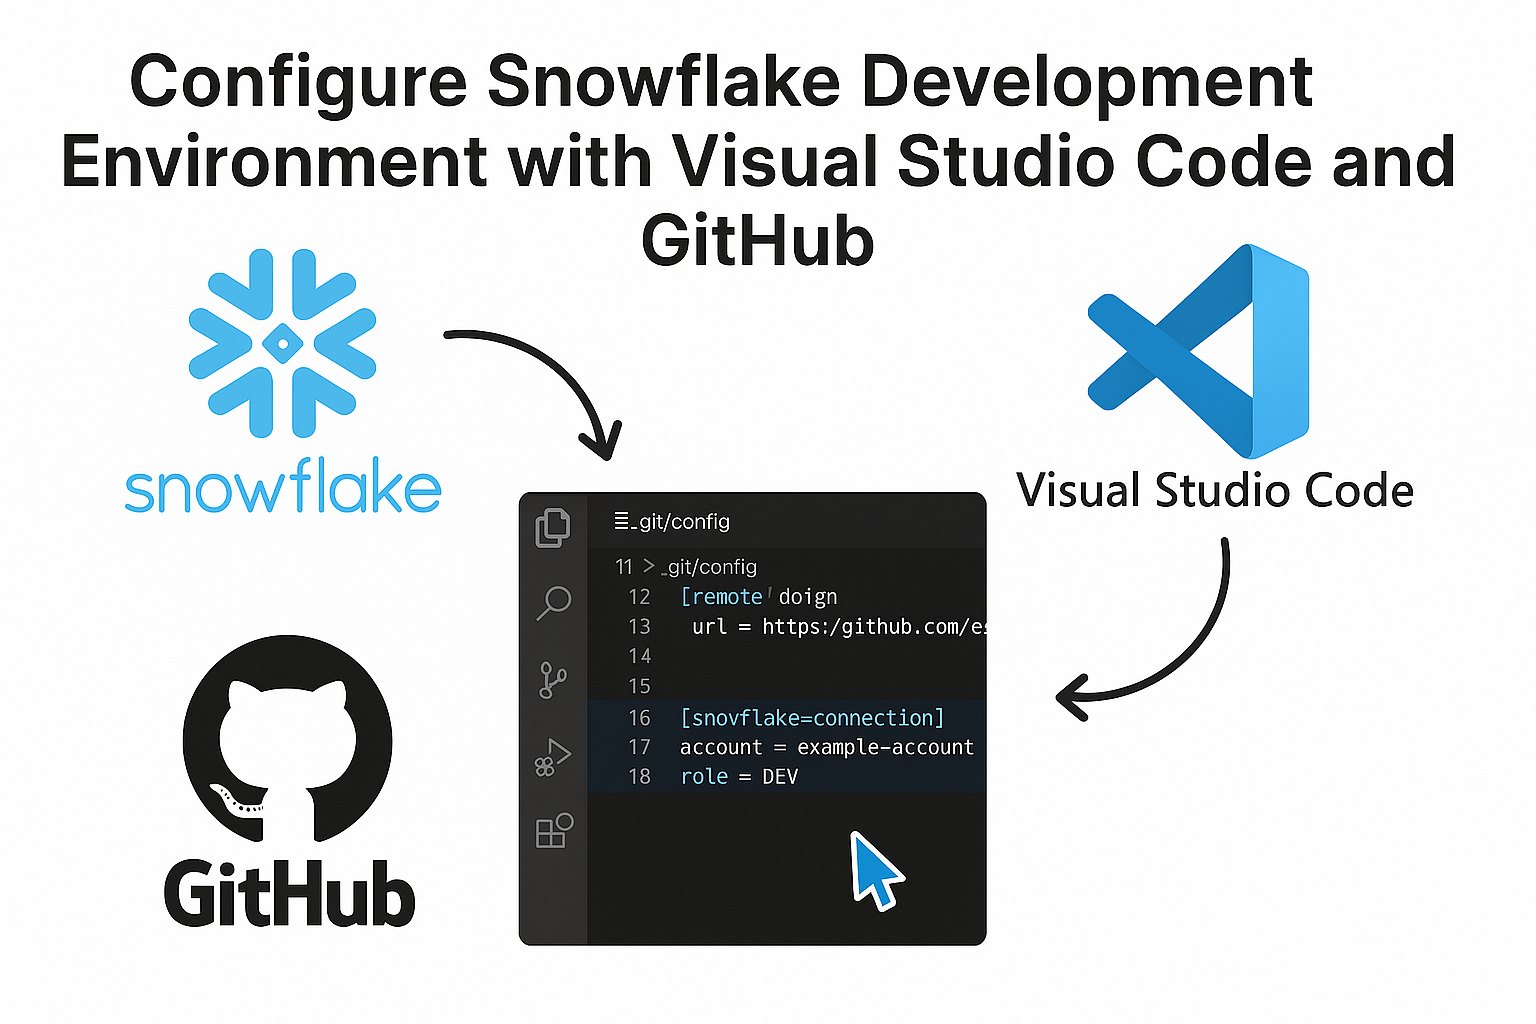 Configure Snowflake Development
Environment with Visual Studio Code and
GitHub
snowflake
Visual Studio Code
GitHub
_git/config
11 > _git/config
12 [remote ' doign
13 url = https:/github.com/es
14
15
16 [snovflake=connection]
17 account = example-account
18 role = DEV